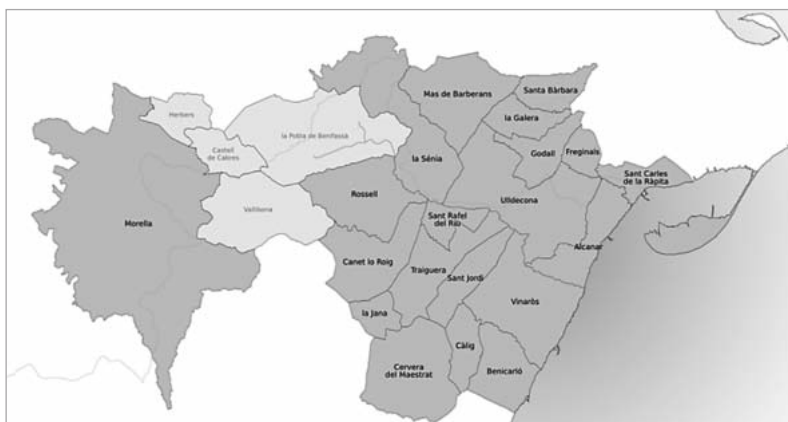 Mas de Barberans
Santa Bàrbara
la Galera
Herbers
la Pobla de Benifassà
Castell
de Cabres
la Sénia
Godall
Freginals
Sant Carles
de la Ràpita
Rossell
Ulldecona
Morella
Vallibona
Sant Rafel
del Riu
Alcanar
Canet lo Roig
Traiguera
Sant Jordi
Vinaròs
la Jana
Càlig
Cervera
del Maestrat
Benicarló